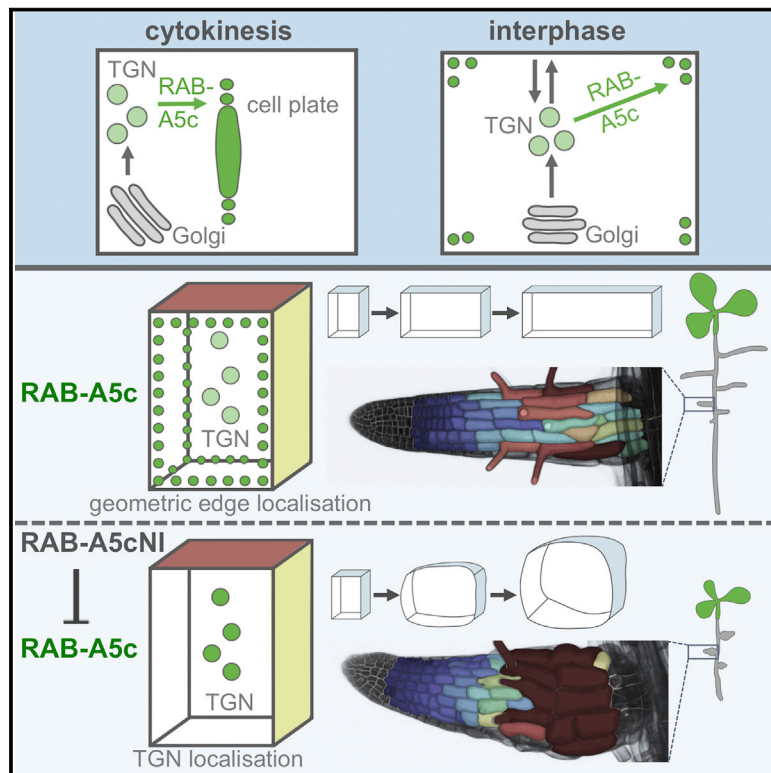 cytokinesis
interphase
TGN
RAB-
A5c
cell plate
Golgi
TGN
RAB-
A5c
Golgi
RAB-A5c
TGN
geometric edge localisation
RAB-A5cNI
RAB-A5c
TGN
TGN localisation